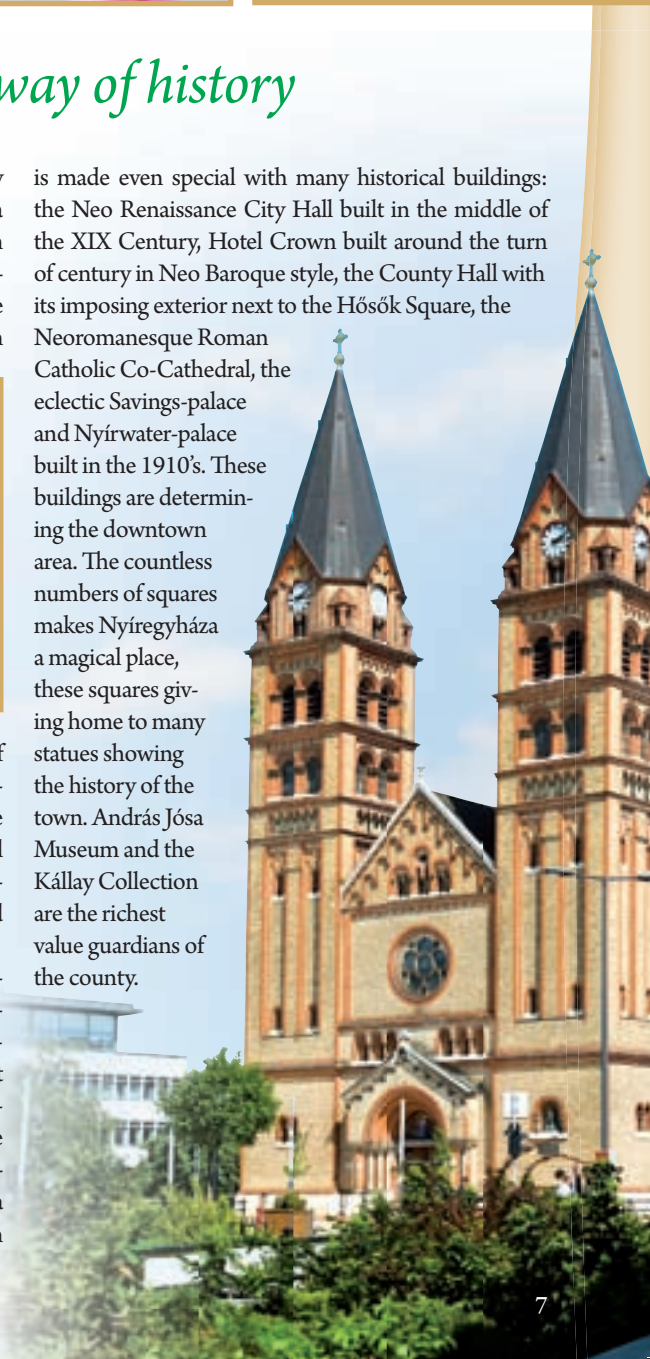 way of history
is made even special with many historical buildings:
the Neo Renaissance City Hall built in the middle of
the XIX Century, Hotel Crown built around the turn
of century in Neo Baroque style, the County Hall with
its imposing exterior next to the Hősők Square, the
Neoromanesque Roman
Catholic Co-Cathedral, the
eclectic Savings-palace
and Nyírwater-palace
built in the 1910’s. These
buildings are determin-
ing the downtown
area. The countless
numbers of squares
makes Nyíregyháza
a magical place,
these squares giv-
ing home to many
statues showing
the history of the
town. András Jósa
Museum and the
Kállay Collection
are the richest
value guardians of
the county.
7